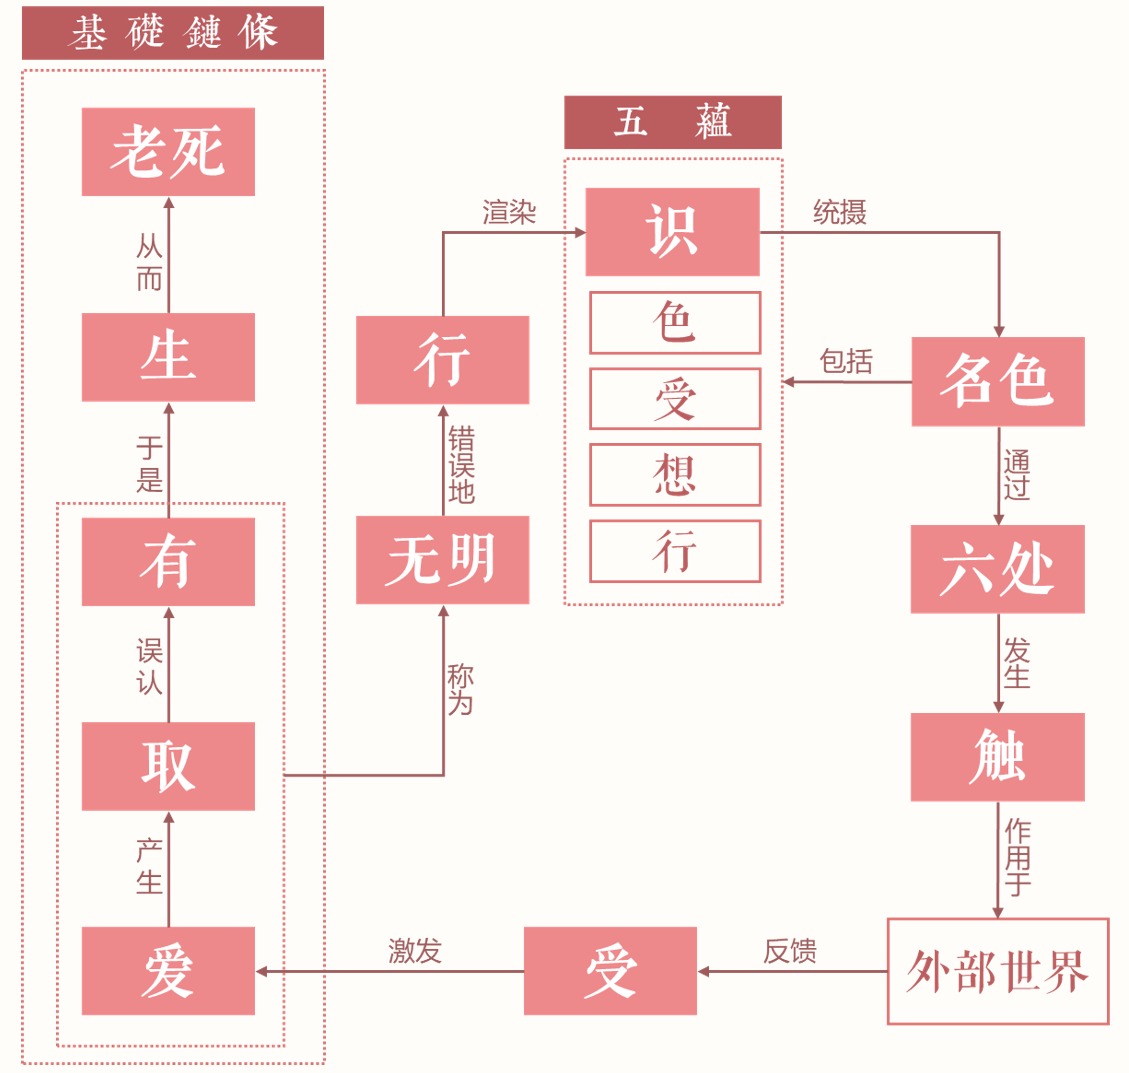 基礎鏈條
老死
从而
生
于是
有
误认
取
产生
爱
五蘊
识
色
受
想
行
渲染
行
错误地
无明
称为
统摄
包括
名色
通过
六处
发生
触
作用于
外部世界
反馈
受
激发